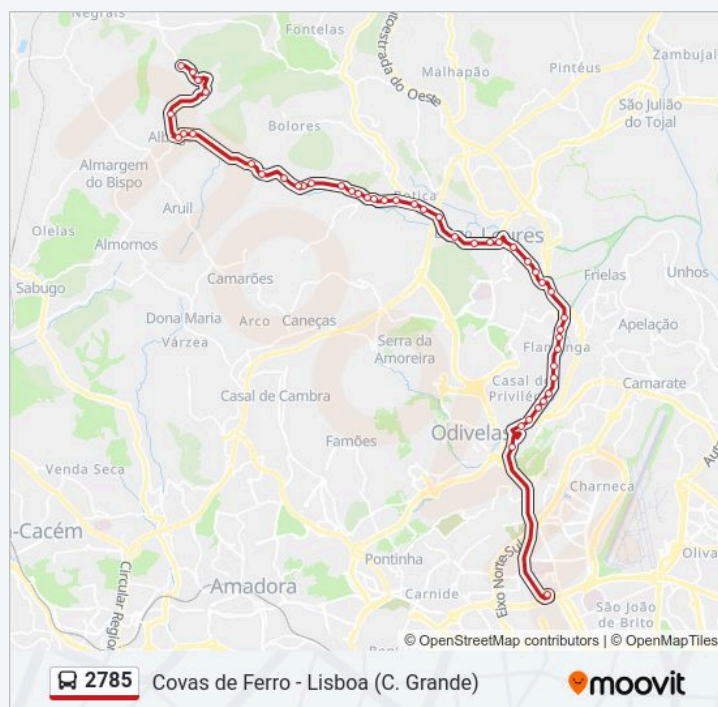 Negrais
Fontelas
Autoestrada do Oeste
Malhapão
Pintéus
Zambujal
São Julião
do Tojal
Bolores
Almargem
do Bispo
Aruil
Olelas
Almornos
Loures
Frielas
Unhos
Sabugo
Camarões
Dona Maria
Arco
Caneças
Várzea
Serra da
Amoreira
Apelação
Casal de
Privilég
Camarate
Casal de Cambra
Odivelas
Famões
Venda Seca
Charneca
-Cacém
Pontinha
Eixo Norte-Sul
Oliva
Amadora
Carnide
Circular Region
São João
de Brito
© OpenStreetMap contributors | © OpenMapTiles
2785
Covas de Ferro - Lisboa (C. Grande)
moovit